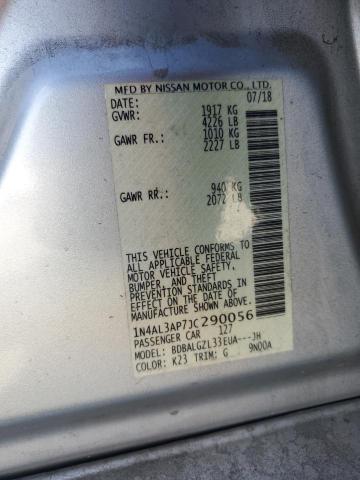 MFD BY NISSAN MOTOR CO., LTD.
DATE: 07/18
GVWR: 1917 KG
4226 LB
GAWR FR.: 1010 KG
2227 LB
GAWR RR.: 940 KG
2072 LB
THIS VEHICLE CONFORMS TO
ALL APPLICABLE FEDERAL
MOTOR VEHICLE SAFETY,
BUMPER, AND THEFT
PREVENTION STANDARDS IN
EFFECT ON THE DATE OF
MANUFACTURE SHOWN ABOVE.
1N4AL3AP7JC290056
PASSENGER CAR 127
MODEL: BDBALGZL33EUA---JH
COLOR: K23 TRIM: G 9N00A